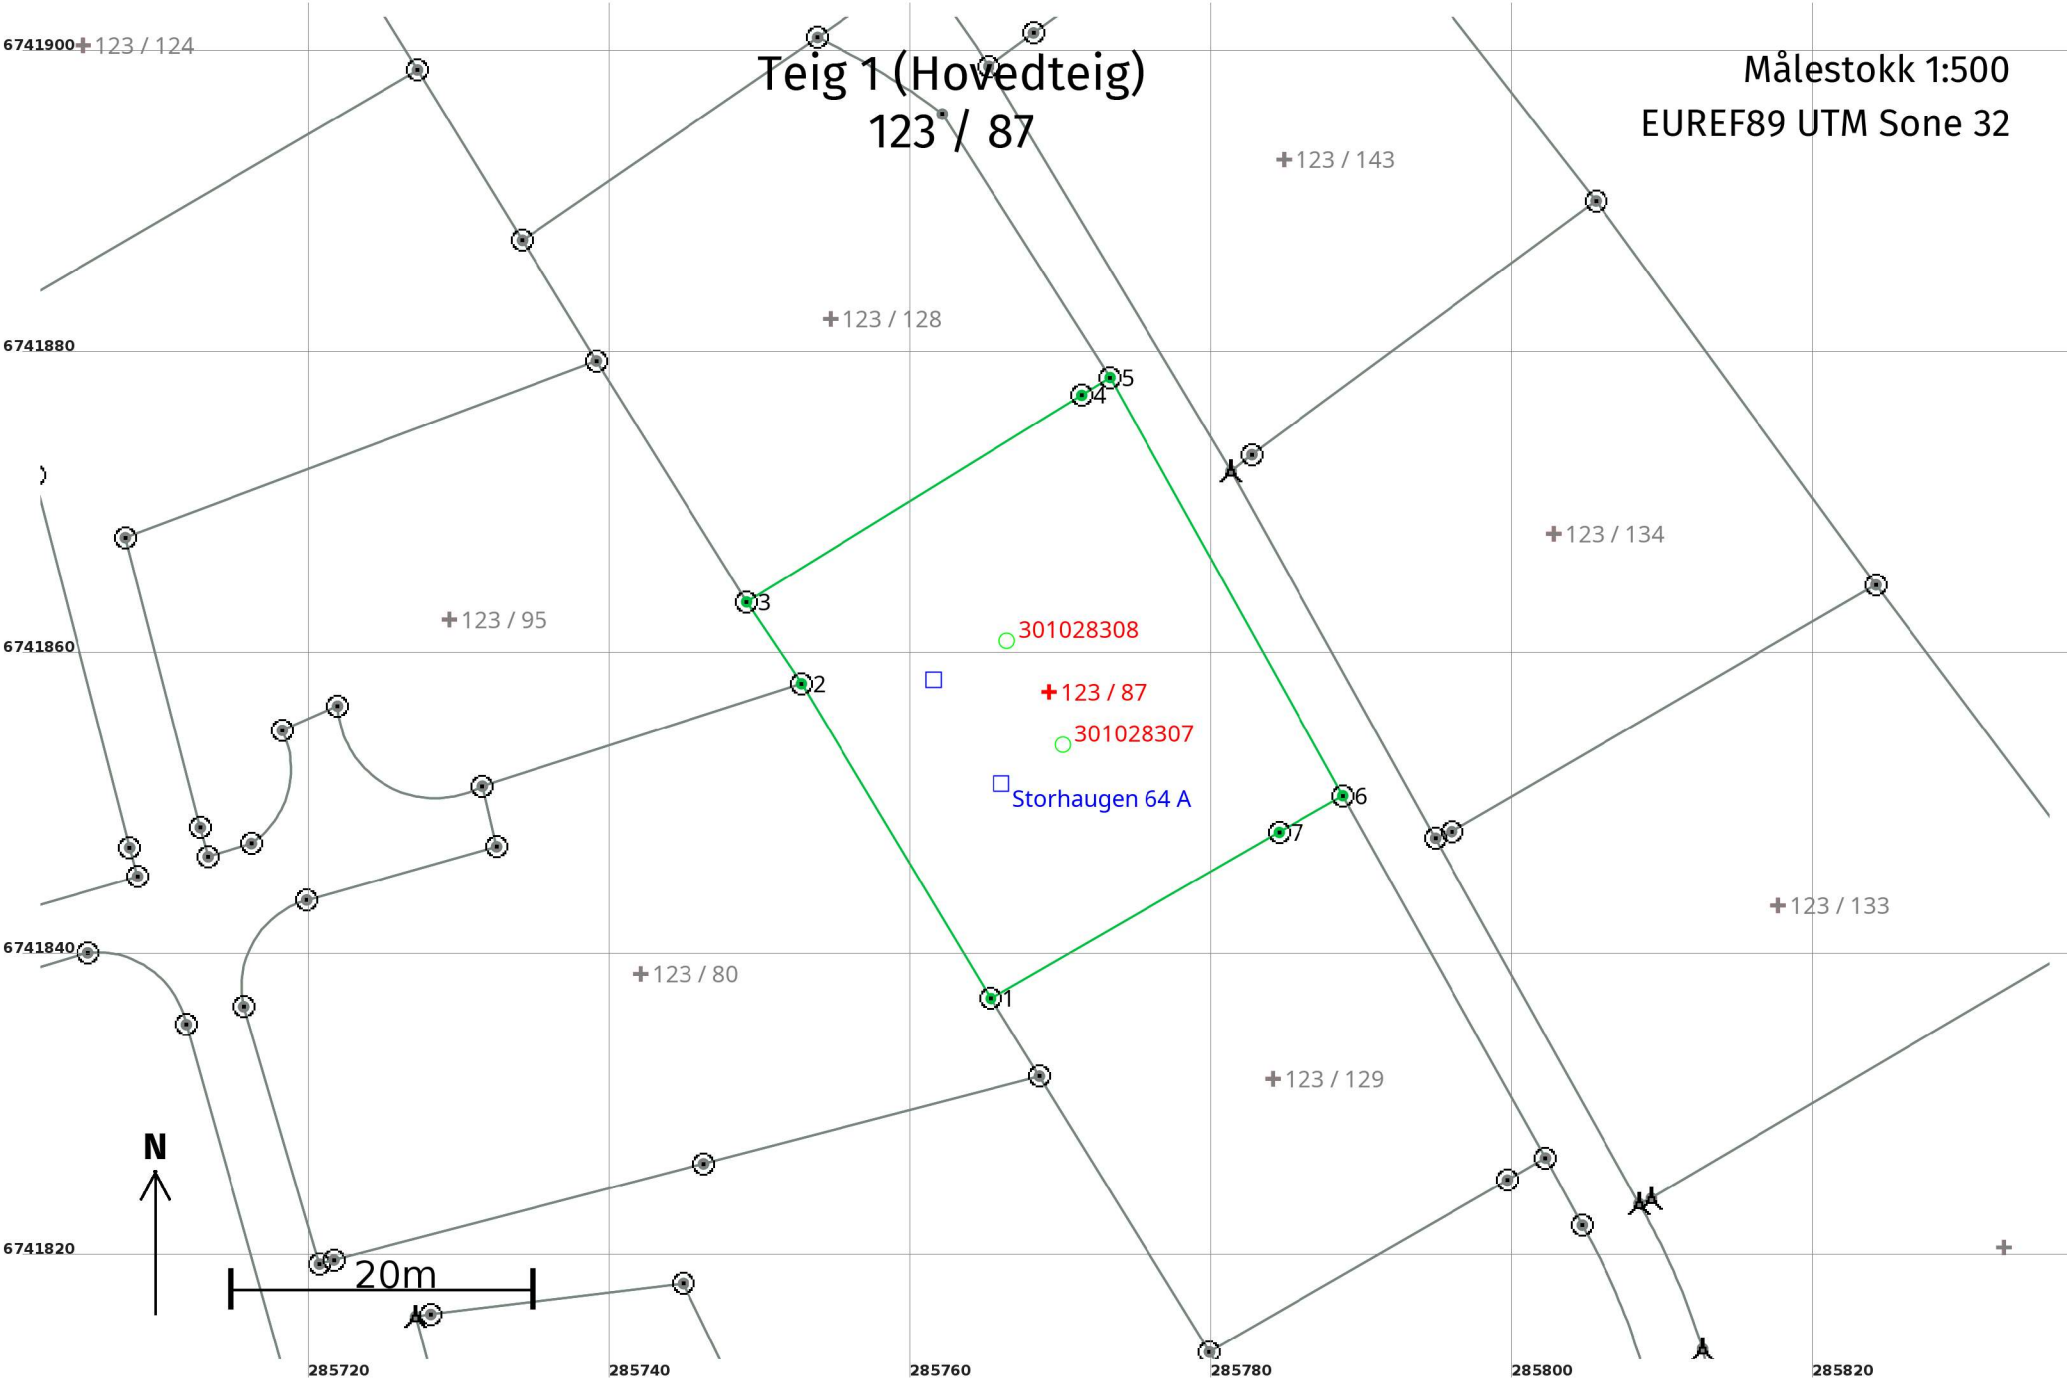 6741900
123 / 124
Teig 1 (Hovedteig)
123 / 87
Målestokk 1:500
EUREF89 UTM Sone 32
123 / 143
123 / 128
6741880
5
4
123 / 134
3
123 / 95
301028308
6741860
2
123 / 87
301028307
Storhaugen 64 A
6
7
123 / 133
6741840
123 / 80
1
123 / 129
N
6741820
20m
285720
285740
285760
285780
285800
285820